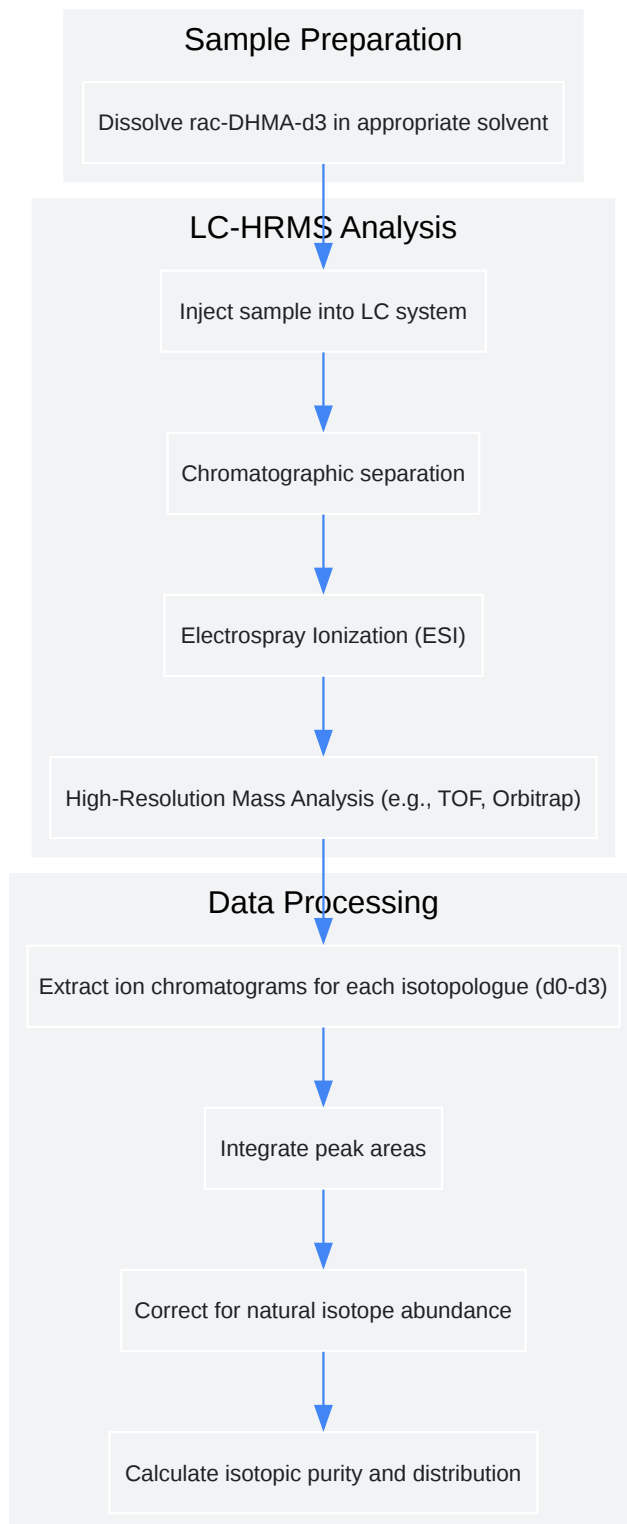 Sample Preparation
Dissolve rac-DHMA-d3 in appropriate solvent
LC-HRMS Analysis
Inject sample into LC system
Chromatographic separation
Electrospray Ionization (ESI)
High-Resolution Mass Analysis (e.g., TOF, Orbitrap)
Data Processing
Extract ion chromatograms for each isotopologue (d0-d3)
Integrate peak areas
Correct for natural isotope abundance
Calculate isotopic purity and distribution